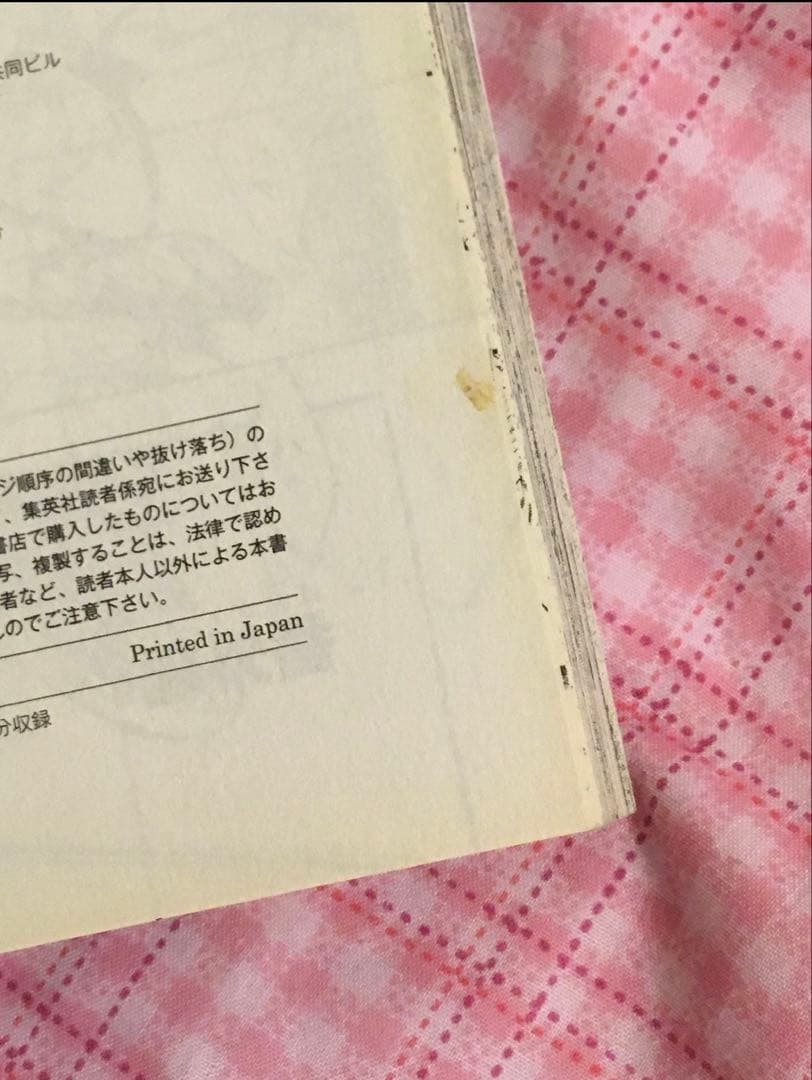 共同ビル
ジ順序の間違いや抜け落ち）の
、集英社読者係宛にお送り下さ
書店で購入したものについてはお
写、複製することは、法律で認め
者など、読者本人以外による本書
んのでご注意下さい。
Printed in Japan
分収録